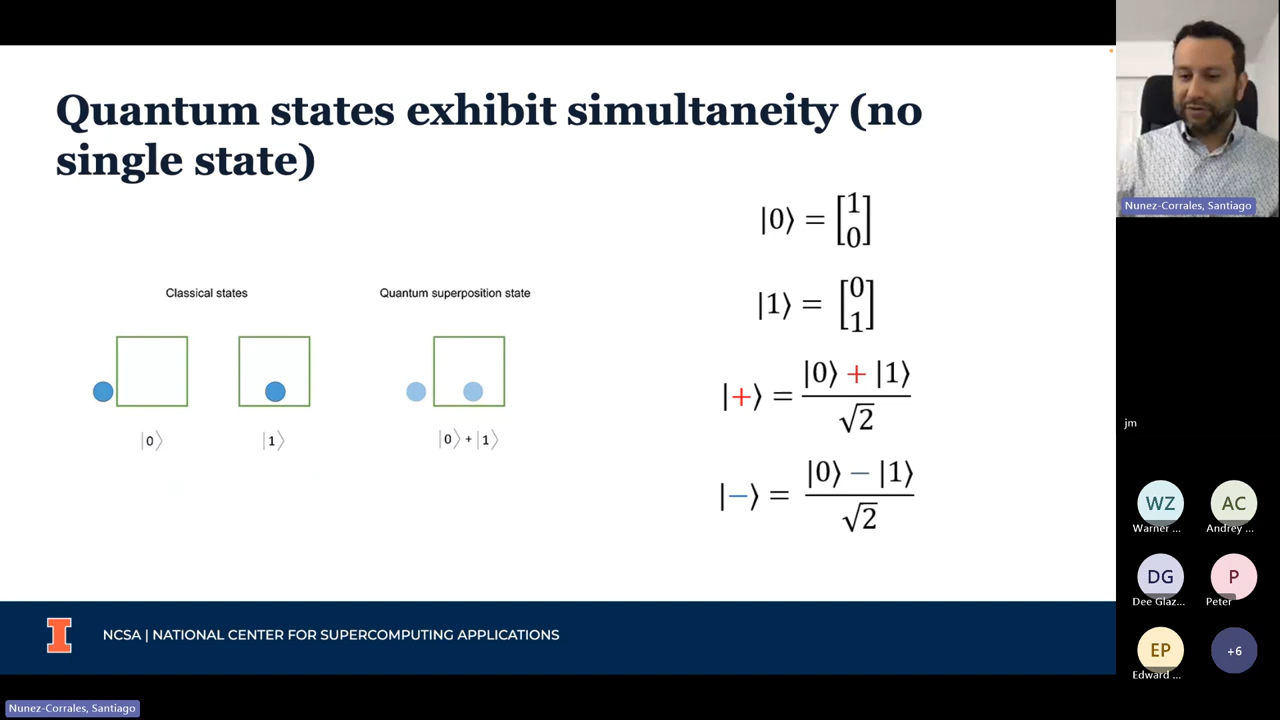 Quantum states exhibit simultaneity (no
single state)
Classical states
Quantum superposition state
|0⟩
|1⟩
|0⟩ + |1⟩
|0⟩ = [1 0]
|1⟩ = [0 1]
|+⟩ = |0⟩ + |1⟩ / √2
|−⟩ = |0⟩ − |1⟩ / √2
I
NCSA | NATIONAL CENTER FOR SUPERCOMPUTING APPLICATIONS
Nunez-Corrales, Santiago
jm
WZ
AC
Warner ...
Andrey ...
DG
P
Dee Glaz...
Peter
EP
+6
Edward ...
Nunez-Corrales, Santiago